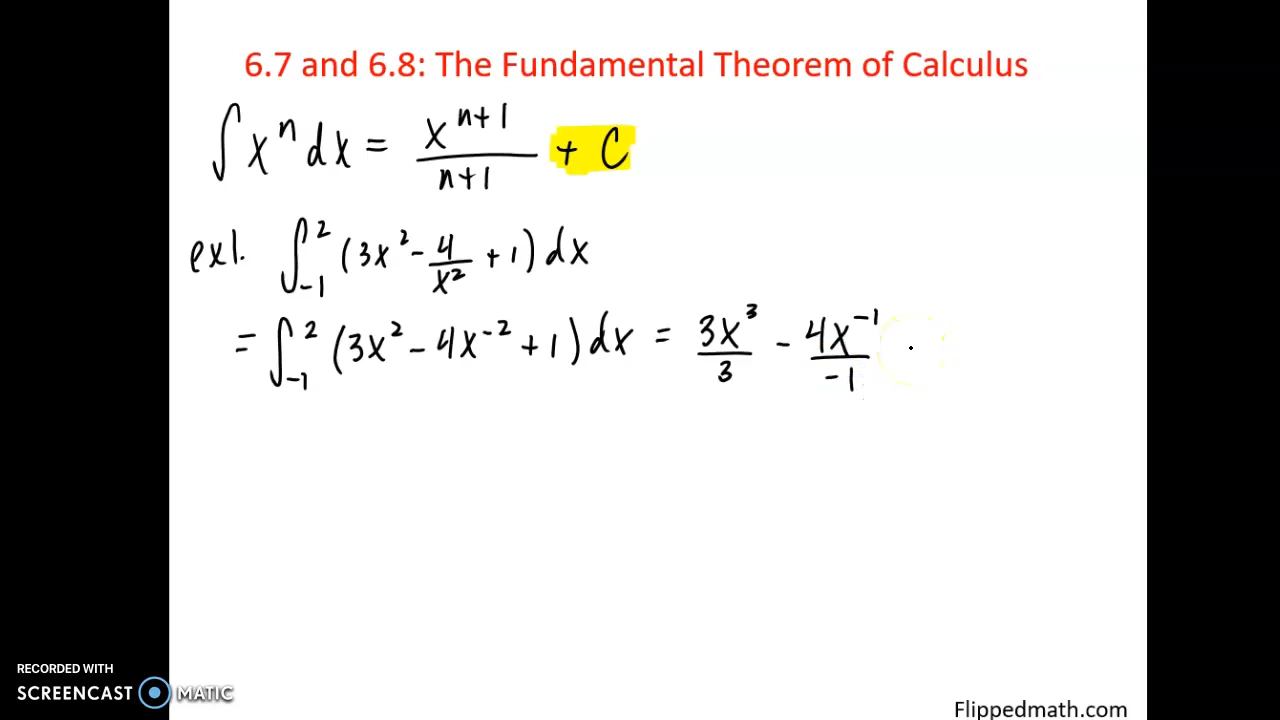 6.7 and 6.8: The Fundamental Theorem of Calculus
∫ xⁿ dx = x^(n+1) / (n+1) + C
ex1. ∫₋₁² (3x² - 4/x² + 1) dx
= ∫₋₁² (3x² - 4x⁻² + 1) dx = 3x³/3 - 4x⁻¹/-1
RECORDED WITH
SCREENCAST MATIC
Flippedmath.com